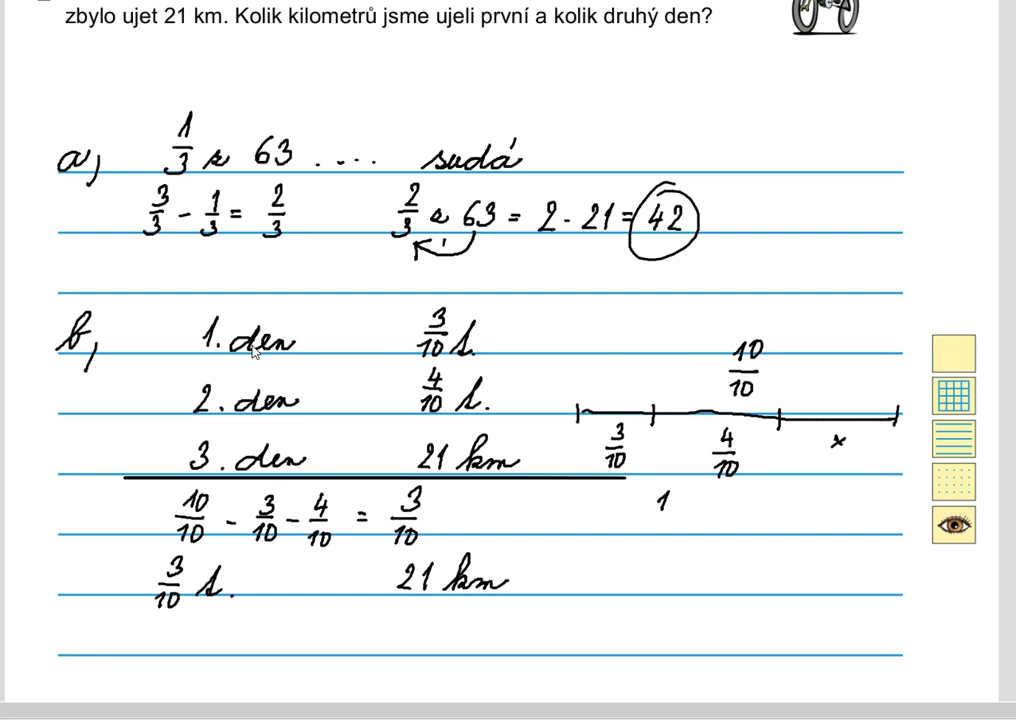 zbylo ujet 21 km. Kolik kilometrů jsme ujeli první a kolik druhý den?
a) 1/3 z 63 .... sudá
3/3 - 1/3 = 2/3 2/3 z 63 = 2 · 21 = 42
b) 1. den 3/10 t.
10/10
2. den 4/10 t.
3. den 21 km
3/10 4/10 x
10/10 - 3/10 - 4/10 = 3/10
1
3/10 t. 21 km